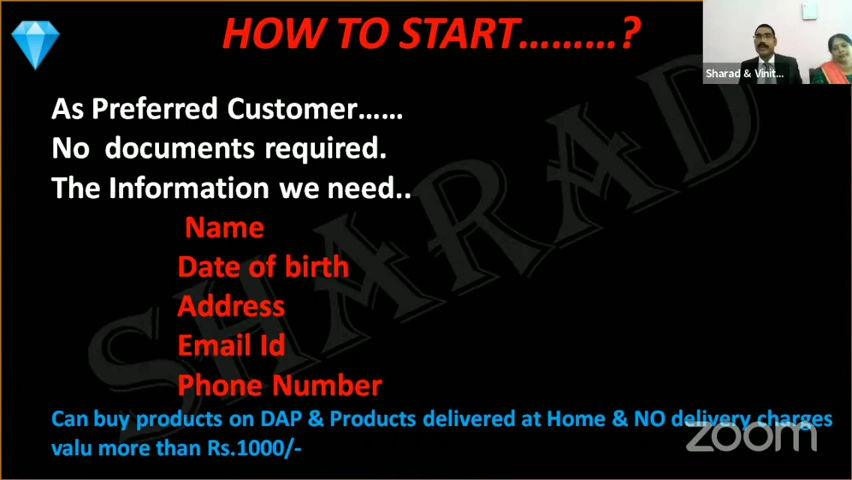 HOW TO START.........?
Sharad & Vinit...
As Preferred Customer......
No documents required.
The Information we need..
Name
Date of birth
Address
Email Id
Phone Number
Can buy products on DAP & Products delivered at Home & NO delivery charges
valu more than Rs.1000/-
zoom
SHARAD